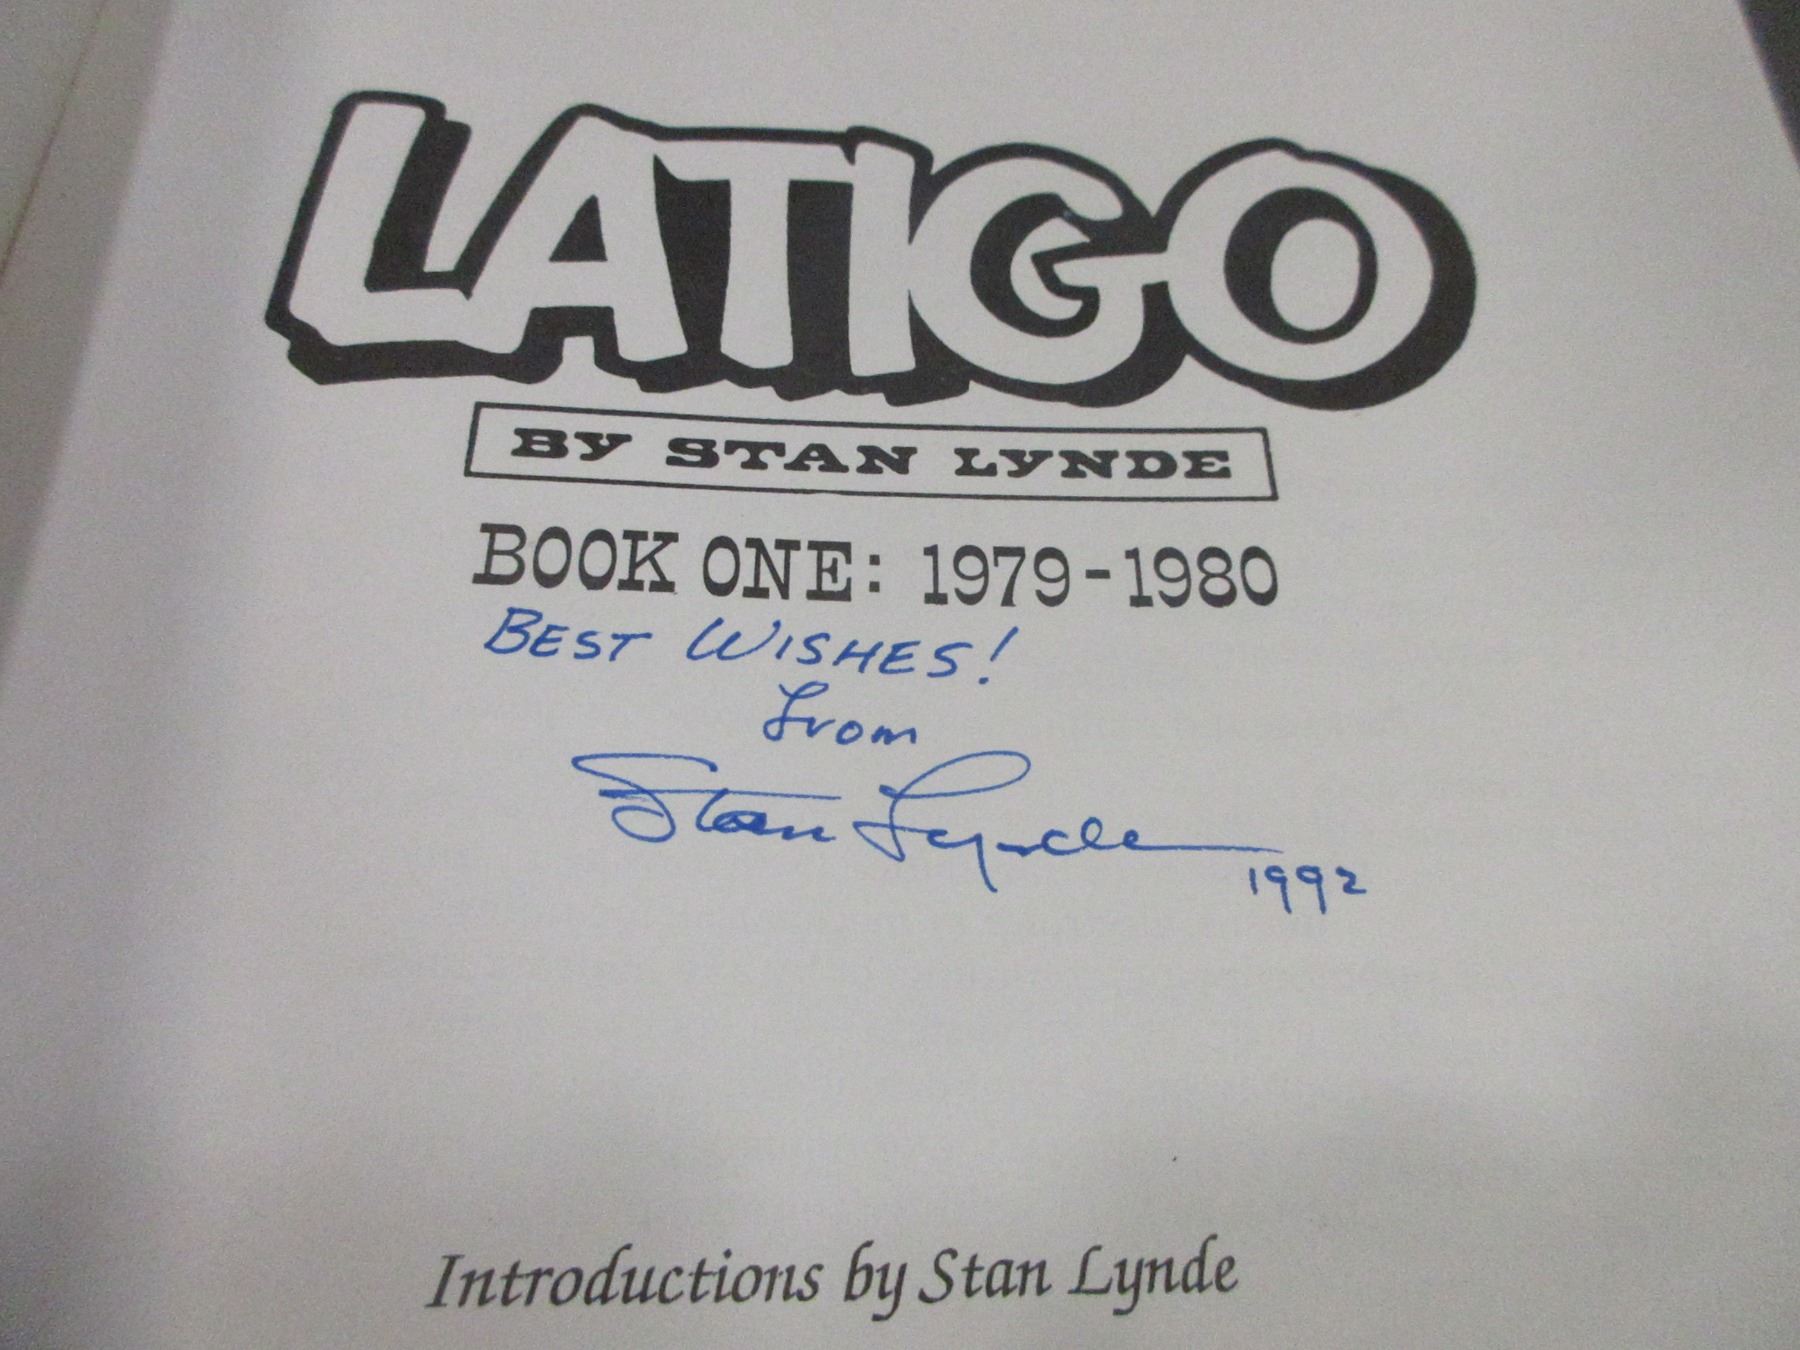 LATIGO
BY STAN LYNDE
BOOK ONE: 1979-1980
BEST WISHES!
from
Stan Lynde
1992
Introductions by Stan Lynde